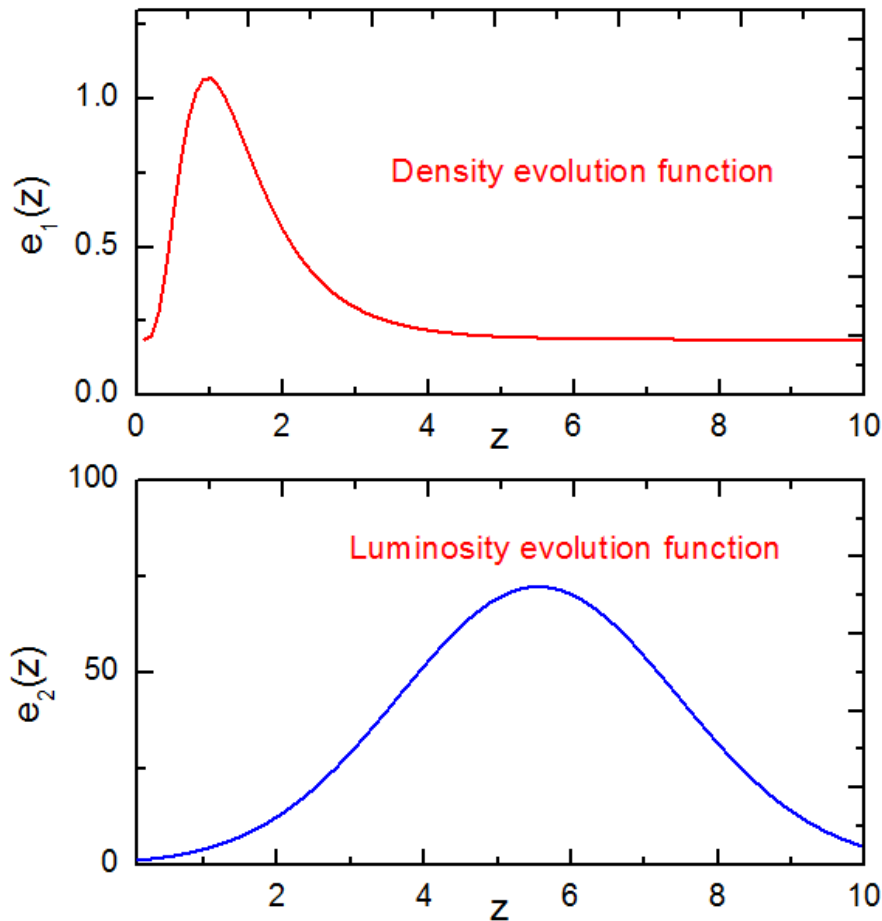 1.0
Density evolution function
e₁(z)
0.5
0.0
0 2 4 6 8 10
z
100
Luminosity evolution function
e₂(z)
50
0
2 4 6 8 10
z